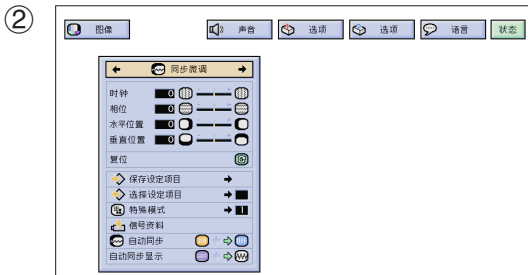 ②
图像 声音 选项 选项 语言 状态
同步微调
时钟 0
相位 0
水平位置 0
垂直位置 0
复位
保存设定项目
选择设定项目
特殊模式 1
信号资料
自动同步
自动同步显示